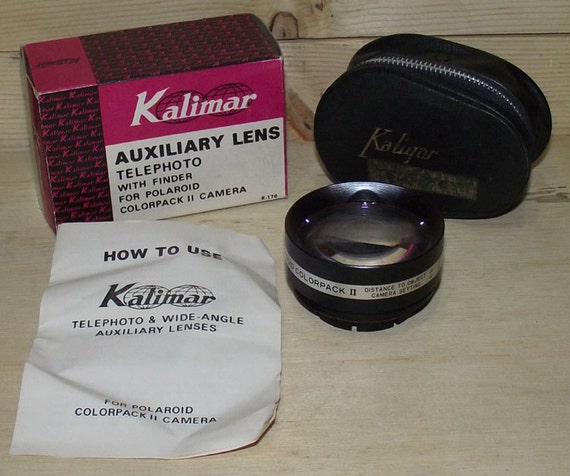 Kalimar
AUXILIARY LENS
TELEPHOTO
WITH FINDER
FOR POLAROID
COLORPACK II CAMERA
K-176
Kalimar
HOW TO USE
Kalimar
TELEPHOTO & WIDE-ANGLE
AUXILIARY LENSES
FOR POLAROID
COLORPACK II CAMERA
COLORPACK II
DISTANCE TO OBJECT
CAMERA SETTING